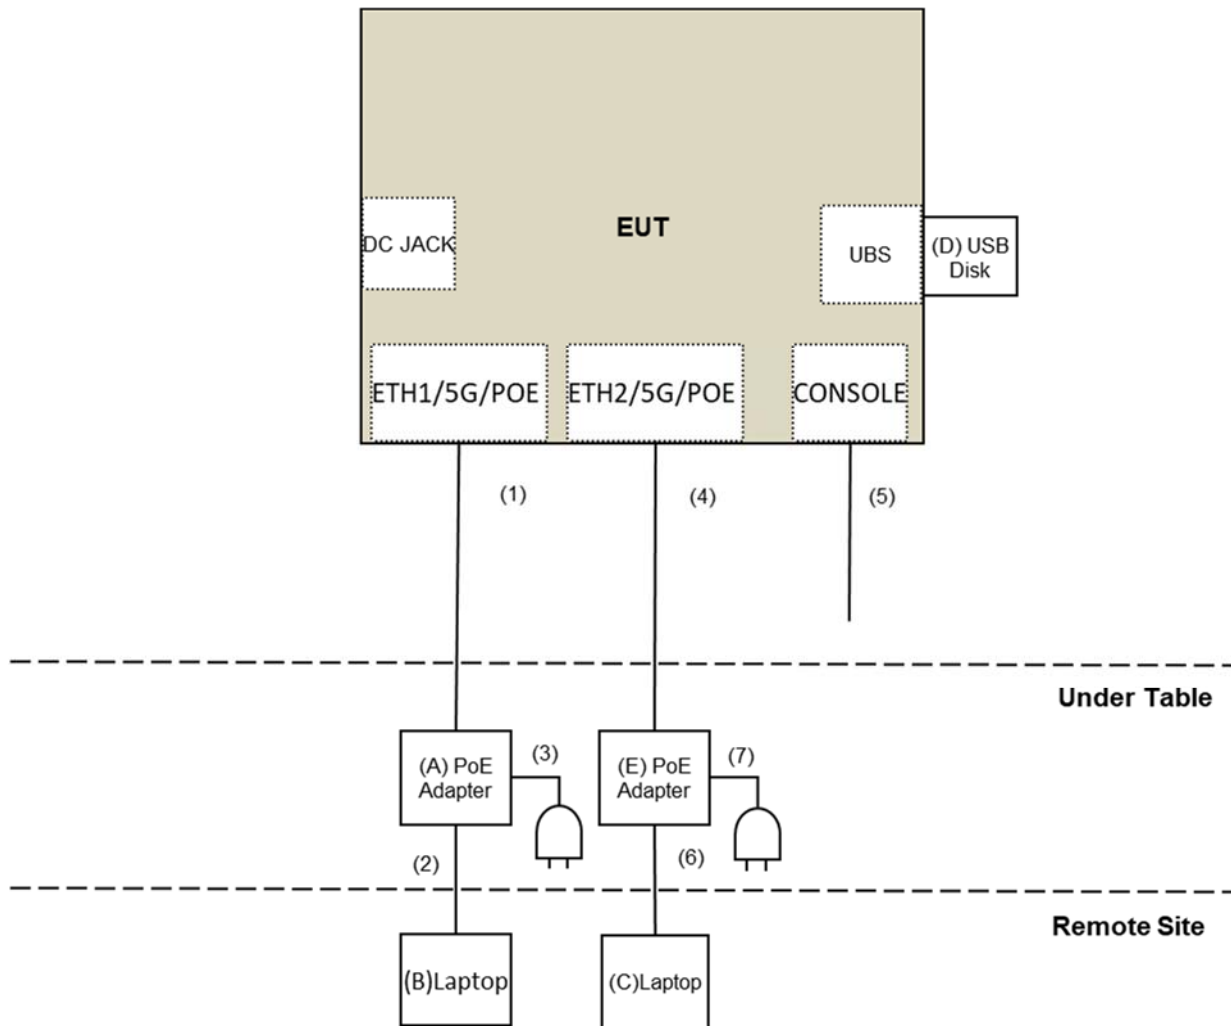 EUT
DC JACK
UBS
(D) USB
Disk
ETH1/5G/POE
ETH2/5G/POE
CONSOLE
(1)
(4)
(5)
Under Table
(A) PoE
Adapter
(3)
(E) PoE
Adapter
(7)
(2)
(6)
Remote Site
(B)Laptop
(C)Laptop